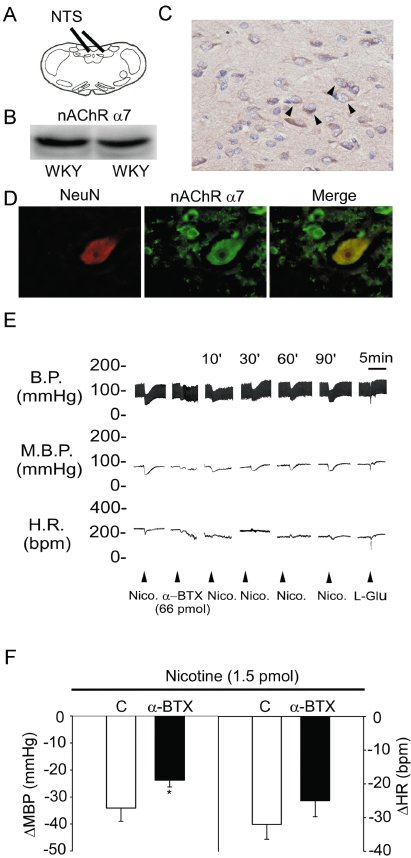 A
NTS
B
nAChR α7
WKY WKY
C
D
NeuN nAChR α7 Merge
E
10' 30' 60' 90' 5min
B.P.
(mmHg)
200-
100-
0-
M.B.P.
(mmHg)
200-
0-
H.R.
(bpm)
400-
200-
0-
Nico. α–BTX Nico. Nico. Nico. Nico. L-Glu
(66 pmol)
F
Nicotine (1.5 pmol)
C α-BTX C α-BTX
ΔMBP (mmHg)
0
-10
-20
-30
-40
-50
*
0
-10
-20
-30
-40
ΔHR (bpm)